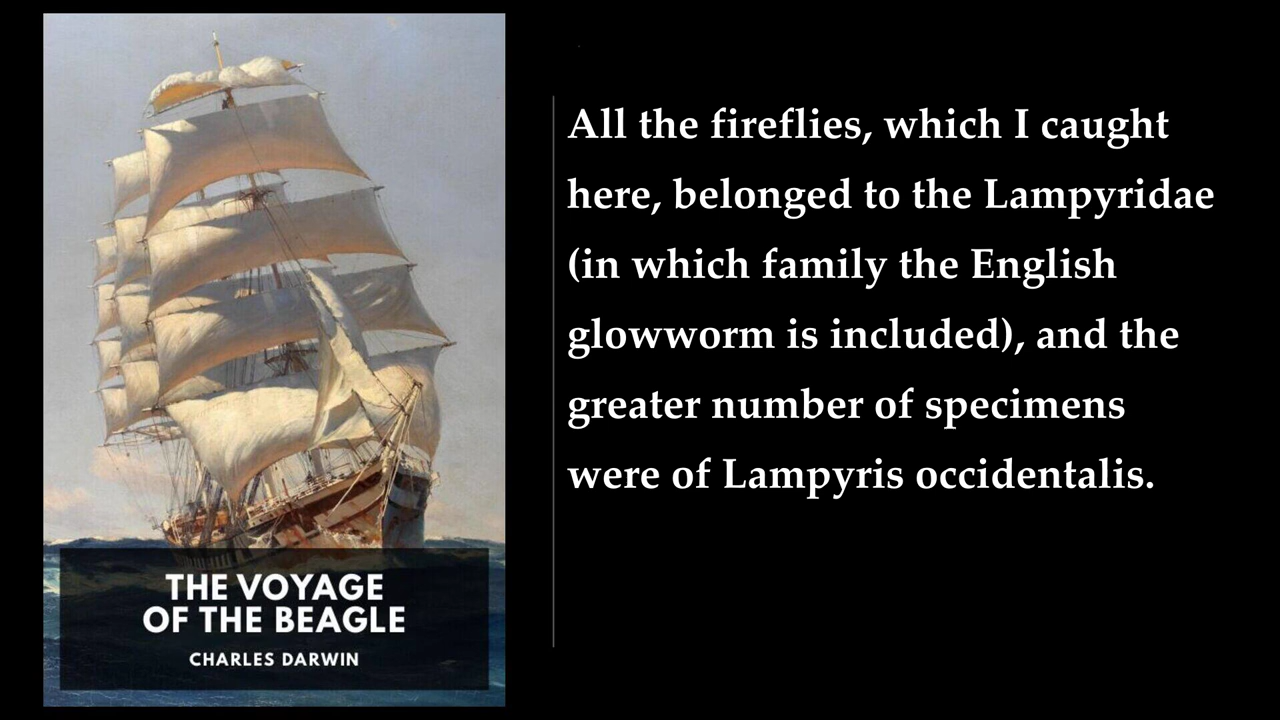 THE VOYAGE
OF THE BEAGLE
CHARLES DARWIN
All the fireflies, which I caught
here, belonged to the Lampyridae
(in which family the English
glowworm is included), and the
greater number of specimens
were of Lampyris occidentalis.